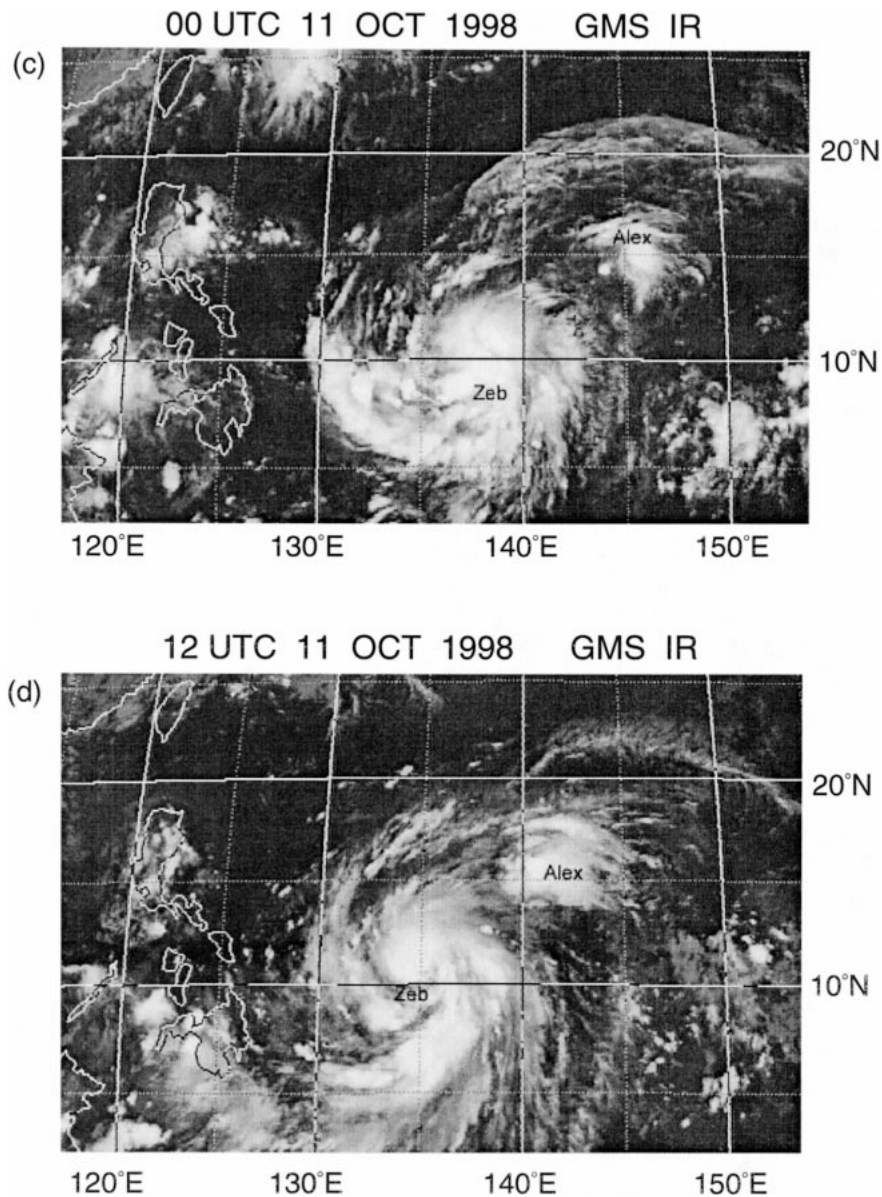 00 UTC 11 OCT 1998 GMS IR
(c)
20°N
Alex
10°N
Zeb
120°E 130°E 140°E 150°E
12 UTC 11 OCT 1998 GMS IR
(d)
20°N
Alex
Zeb
10°N
120°E 130°E 140°E 150°E